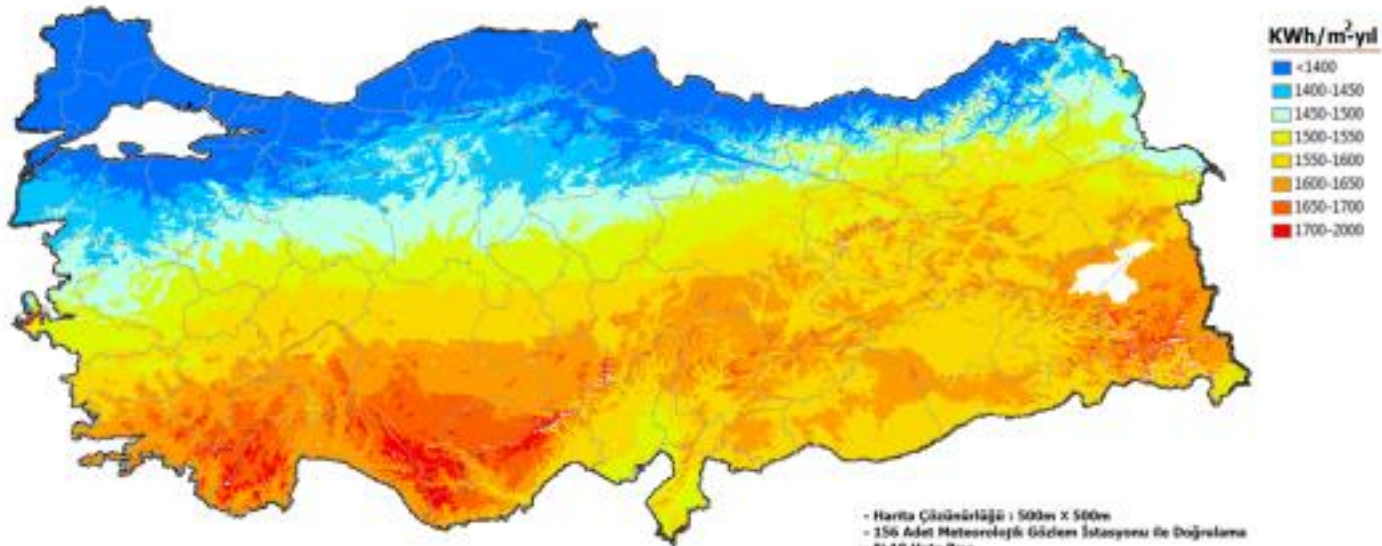 KWh/m²-yıl
<1400
1400-1450
1450-1500
1500-1550
1550-1600
1600-1650
1650-1700
1700-2000
- Harita Çözünürlüğü : 500m X 500m
- 156 Adet Meteorolojik Gözlem İstasyonu ile Doğrulama